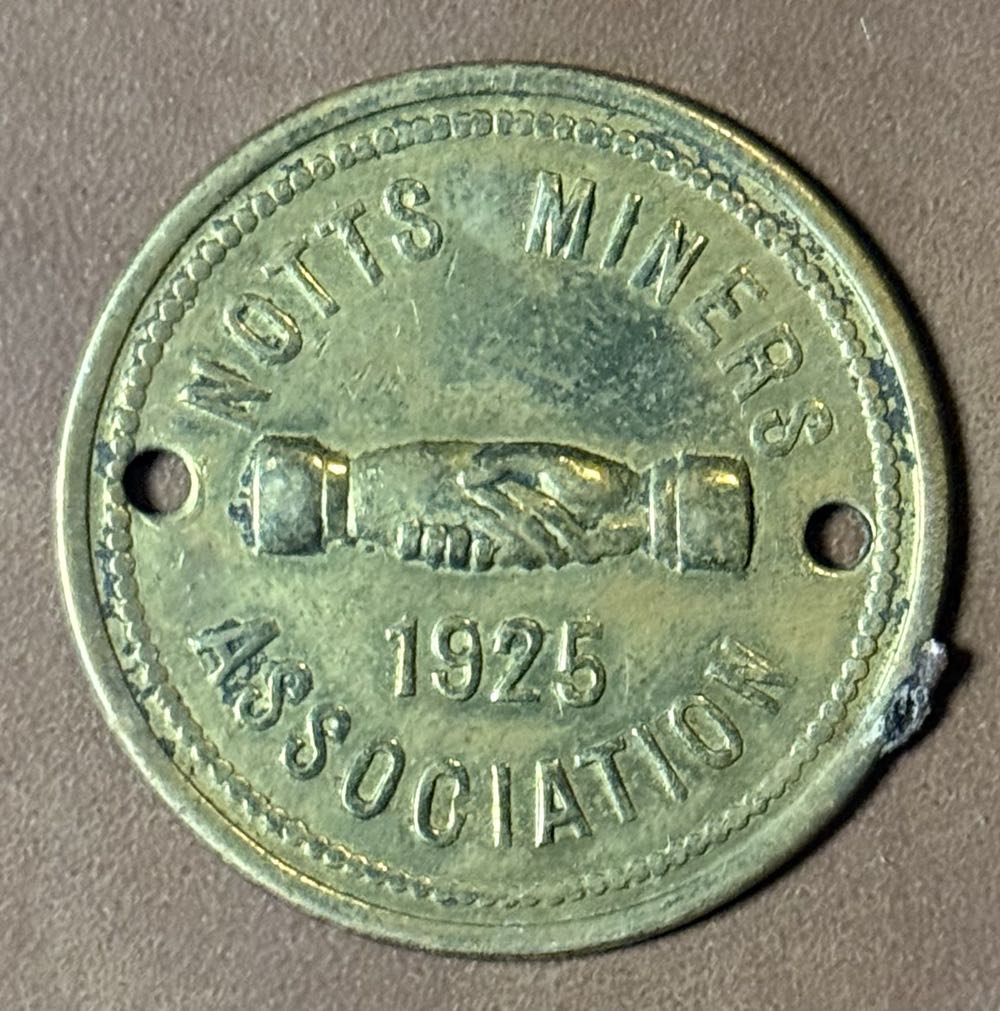 NOTTS MINERS
1925
ASSOCIATION